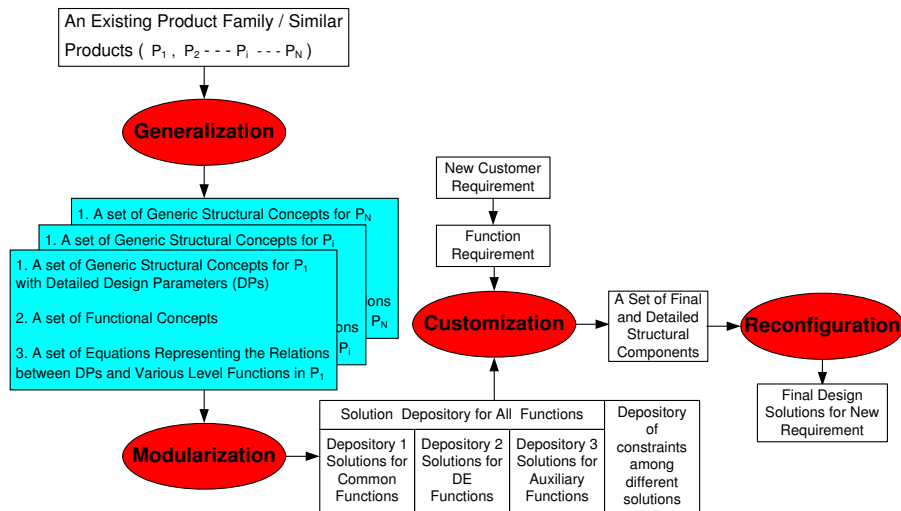 An Existing Product Family / Similar
Products ( P₁ , P₂ - - - Pᵢ - - - P_N )
Generalization
1. A set of Generic Structural Concepts for P_N
1. A set of Generic Structural Concepts for Pᵢ
1. A set of Generic Structural Concepts for P₁
with Detailed Design Parameters (DPs)
2. A set of Functional Concepts
3. A set of Equations Representing the Relations
between DPs and Various Level Functions in P₁
ions
P_N
ions
Pᵢ
Modularization
New Customer
Requirement
Function
Requirement
Customization
Solution Depository for All Functions
Depository 1
Solutions for
Common
Functions
Depository 2
Solutions for
DE
Functions
Depository 3
Solutions for
Auxiliary
Functions
Depository
of
constraints
among
different
solutions
A Set of Final
and Detailed
Structural
Components
Reconfiguration
Final Design
Solutions for New
Requirement